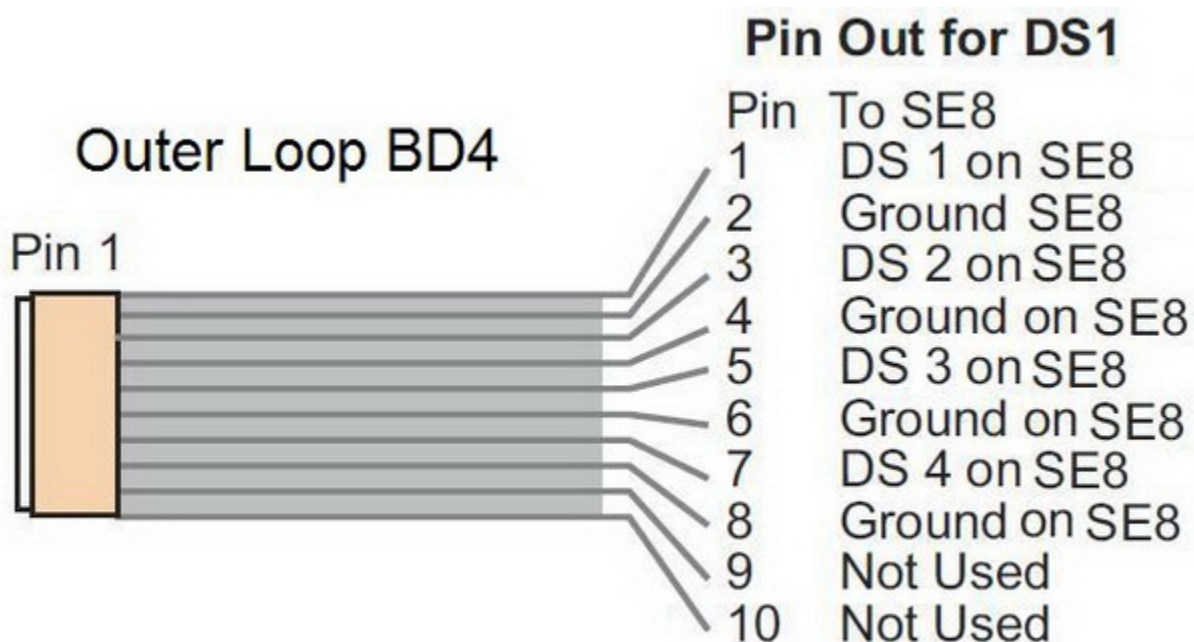 Pin Out for DS1
Outer Loop BD4
Pin 1
Pin To SE8
1 DS 1 on SE8
2 Ground SE8
3 DS 2 on SE8
4 Ground on SE8
5 DS 3 on SE8
6 Ground on SE8
7 DS 4 on SE8
8 Ground on SE8
9 Not Used
10 Not Used